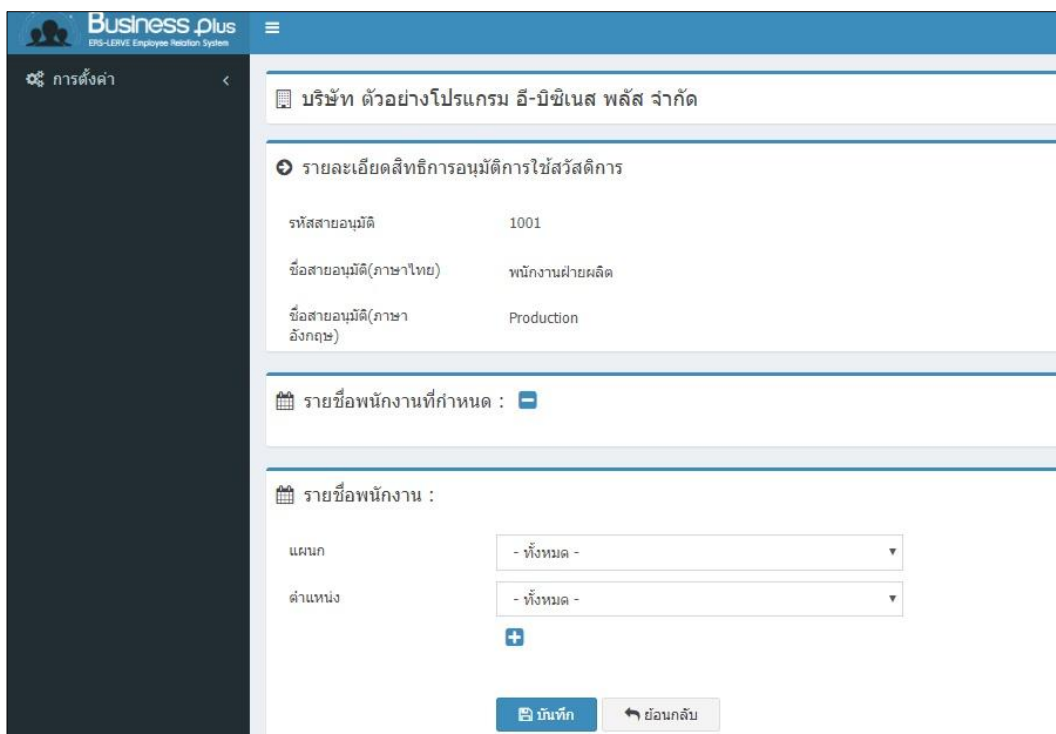 Business Plus
ERS-LERVE Employee Relation System
การตั้งค่า
บริษัท ตัวอย่างโปรแกรม อี-บิซิเนส พลัส จำกัด
รายละเอียดสิทธิการอนุมัติการใช้สวัสดิการ
รหัสสายอนุมัติ 1001
ชื่อสายอนุมัติ(ภาษาไทย) พนักงานฝ่ายผลิต
ชื่อสายอนุมัติ(ภาษา
อังกฤษ) Production
รายชื่อพนักงานที่กำหนด :
รายชื่อพนักงาน :
แผนก - ทั้งหมด -
ตำแหน่ง - ทั้งหมด -
บันทึก ย้อนกลับ